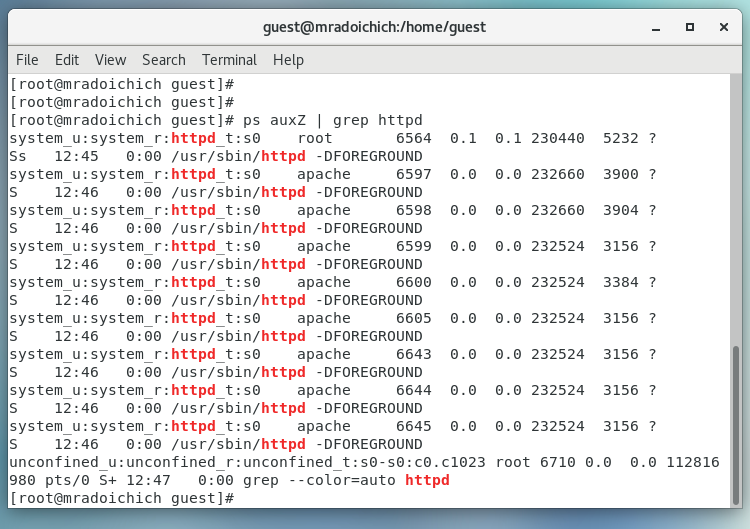 guest@mradoichich:/home/guest
File Edit View Search Terminal Help
[root@mradoichich guest]#
[root@mradoichich guest]#
[root@mradoichich guest]# ps auxZ | grep httpd
system_u:system_r:httpd_t:s0    root       6564  0.1  0.1 230440  5232 ?
Ss   12:45   0:00 /usr/sbin/httpd -DFOREGROUND
system_u:system_r:httpd_t:s0    apache     6597  0.0  0.0 232660  3900 ?
S    12:46   0:00 /usr/sbin/httpd -DFOREGROUND
system_u:system_r:httpd_t:s0    apache     6598  0.0  0.0 232660  3904 ?
S    12:46   0:00 /usr/sbin/httpd -DFOREGROUND
system_u:system_r:httpd_t:s0    apache     6599  0.0  0.0 232524  3156 ?
S    12:46   0:00 /usr/sbin/httpd -DFOREGROUND
system_u:system_r:httpd_t:s0    apache     6600  0.0  0.0 232524  3384 ?
S    12:46   0:00 /usr/sbin/httpd -DFOREGROUND
system_u:system_r:httpd_t:s0    apache     6605  0.0  0.0 232524  3156 ?
S    12:46   0:00 /usr/sbin/httpd -DFOREGROUND
system_u:system_r:httpd_t:s0    apache     6643  0.0  0.0 232524  3156 ?
S    12:46   0:00 /usr/sbin/httpd -DFOREGROUND
system_u:system_r:httpd_t:s0    apache     6644  0.0  0.0 232524  3156 ?
S    12:46   0:00 /usr/sbin/httpd -DFOREGROUND
system_u:system_r:httpd_t:s0    apache     6645  0.0  0.0 232524  3156 ?
S    12:46   0:00 /usr/sbin/httpd -DFOREGROUND
unconfined_u:unconfined_r:unconfined_t:s0-s0:c0.c1023 root 6710 0.0  0.0 112816
980 pts/0 S+ 12:47   0:00 grep --color=auto httpd
[root@mradoichich guest]#